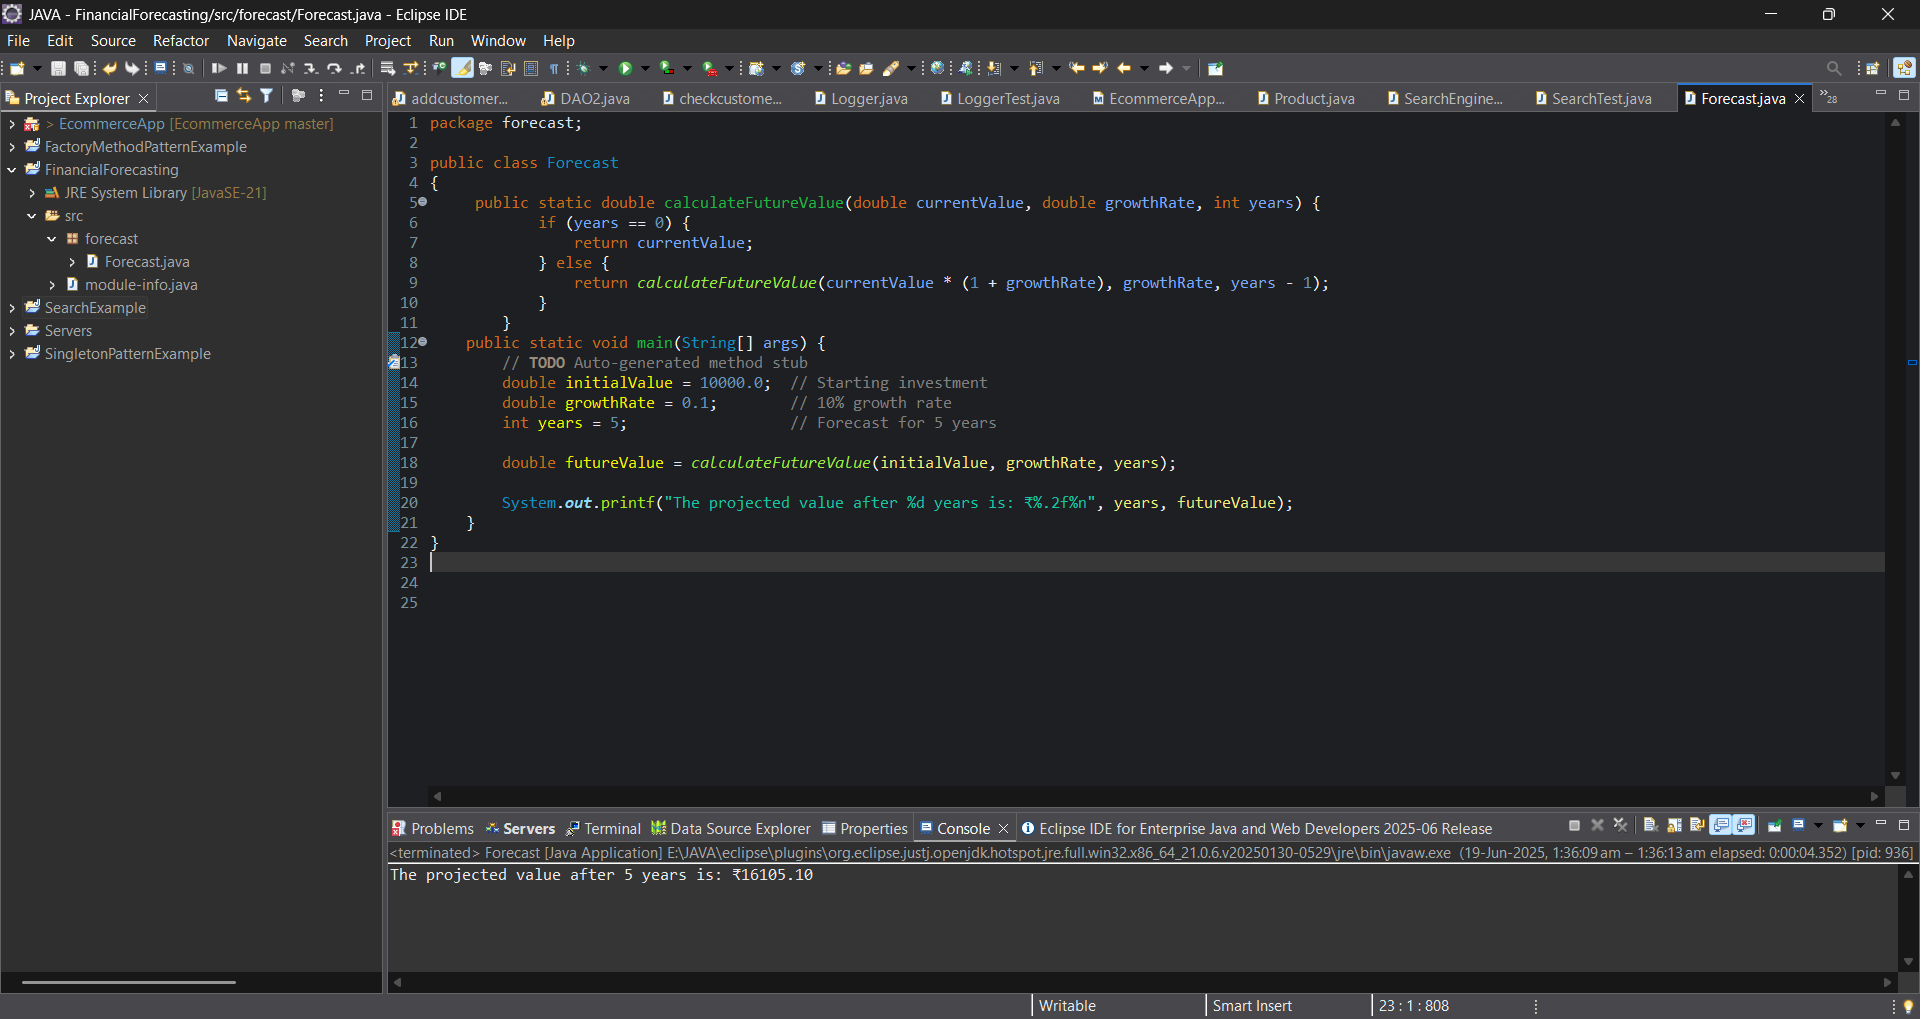 JAVA - FinancialForecasting/src/forecast/Forecast.java - Eclipse IDE
File Edit Source Refactor Navigate Search Project Run Window Help
Project Explorer
> EcommerceApp [EcommerceApp master]
FactoryMethodPatternExample
FinancialForecasting
JRE System Library [JavaSE-21]
src
forecast
Forecast.java
module-info.java
SearchExample
Servers
SingletonPatternExample
addcustomer... DAO2.java checkcustome... Logger.java LoggerTest.java EcommerceApp... Product.java SearchEngine... SearchTest.java Forecast.java »28
1 package forecast;
2
3 public class Forecast
4 {
5 public static double calculateFutureValue(double currentValue, double growthRate, int years) {
6 if (years == 0) {
7 return currentValue;
8 } else {
9 return calculateFutureValue(currentValue * (1 + growthRate), growthRate, years - 1);
10 }
11 }
12 public static void main(String[] args) {
13 // TODO Auto-generated method stub
14 double initialValue = 10000.0; // Starting investment
15 double growthRate = 0.1; // 10% growth rate
16 int years = 5; // Forecast for 5 years
17
18 double futureValue = calculateFutureValue(initialValue, growthRate, years);
19
20 System.out.printf("The projected value after %d years is: ₹%.2f%n", years, futureValue);
21 }
22 }
23
24
25
Problems Servers Terminal Data Source Explorer Properties Console Eclipse IDE for Enterprise Java and Web Developers 2025-06 Release
<terminated> Forecast [Java Application] E:\JAVA\eclipse\plugins\org.eclipse.justj.openjdk.hotspot.jre.full.win32.x86_64_21.0.6.v20250130-0529\jre\bin\javaw.exe (19-Jun-2025, 1:36:09 am – 1:36:13 am elapsed: 0:00:04.352) [pid: 936]
The projected value after 5 years is: ₹16105.10
Writable Smart Insert 23 : 1 : 808